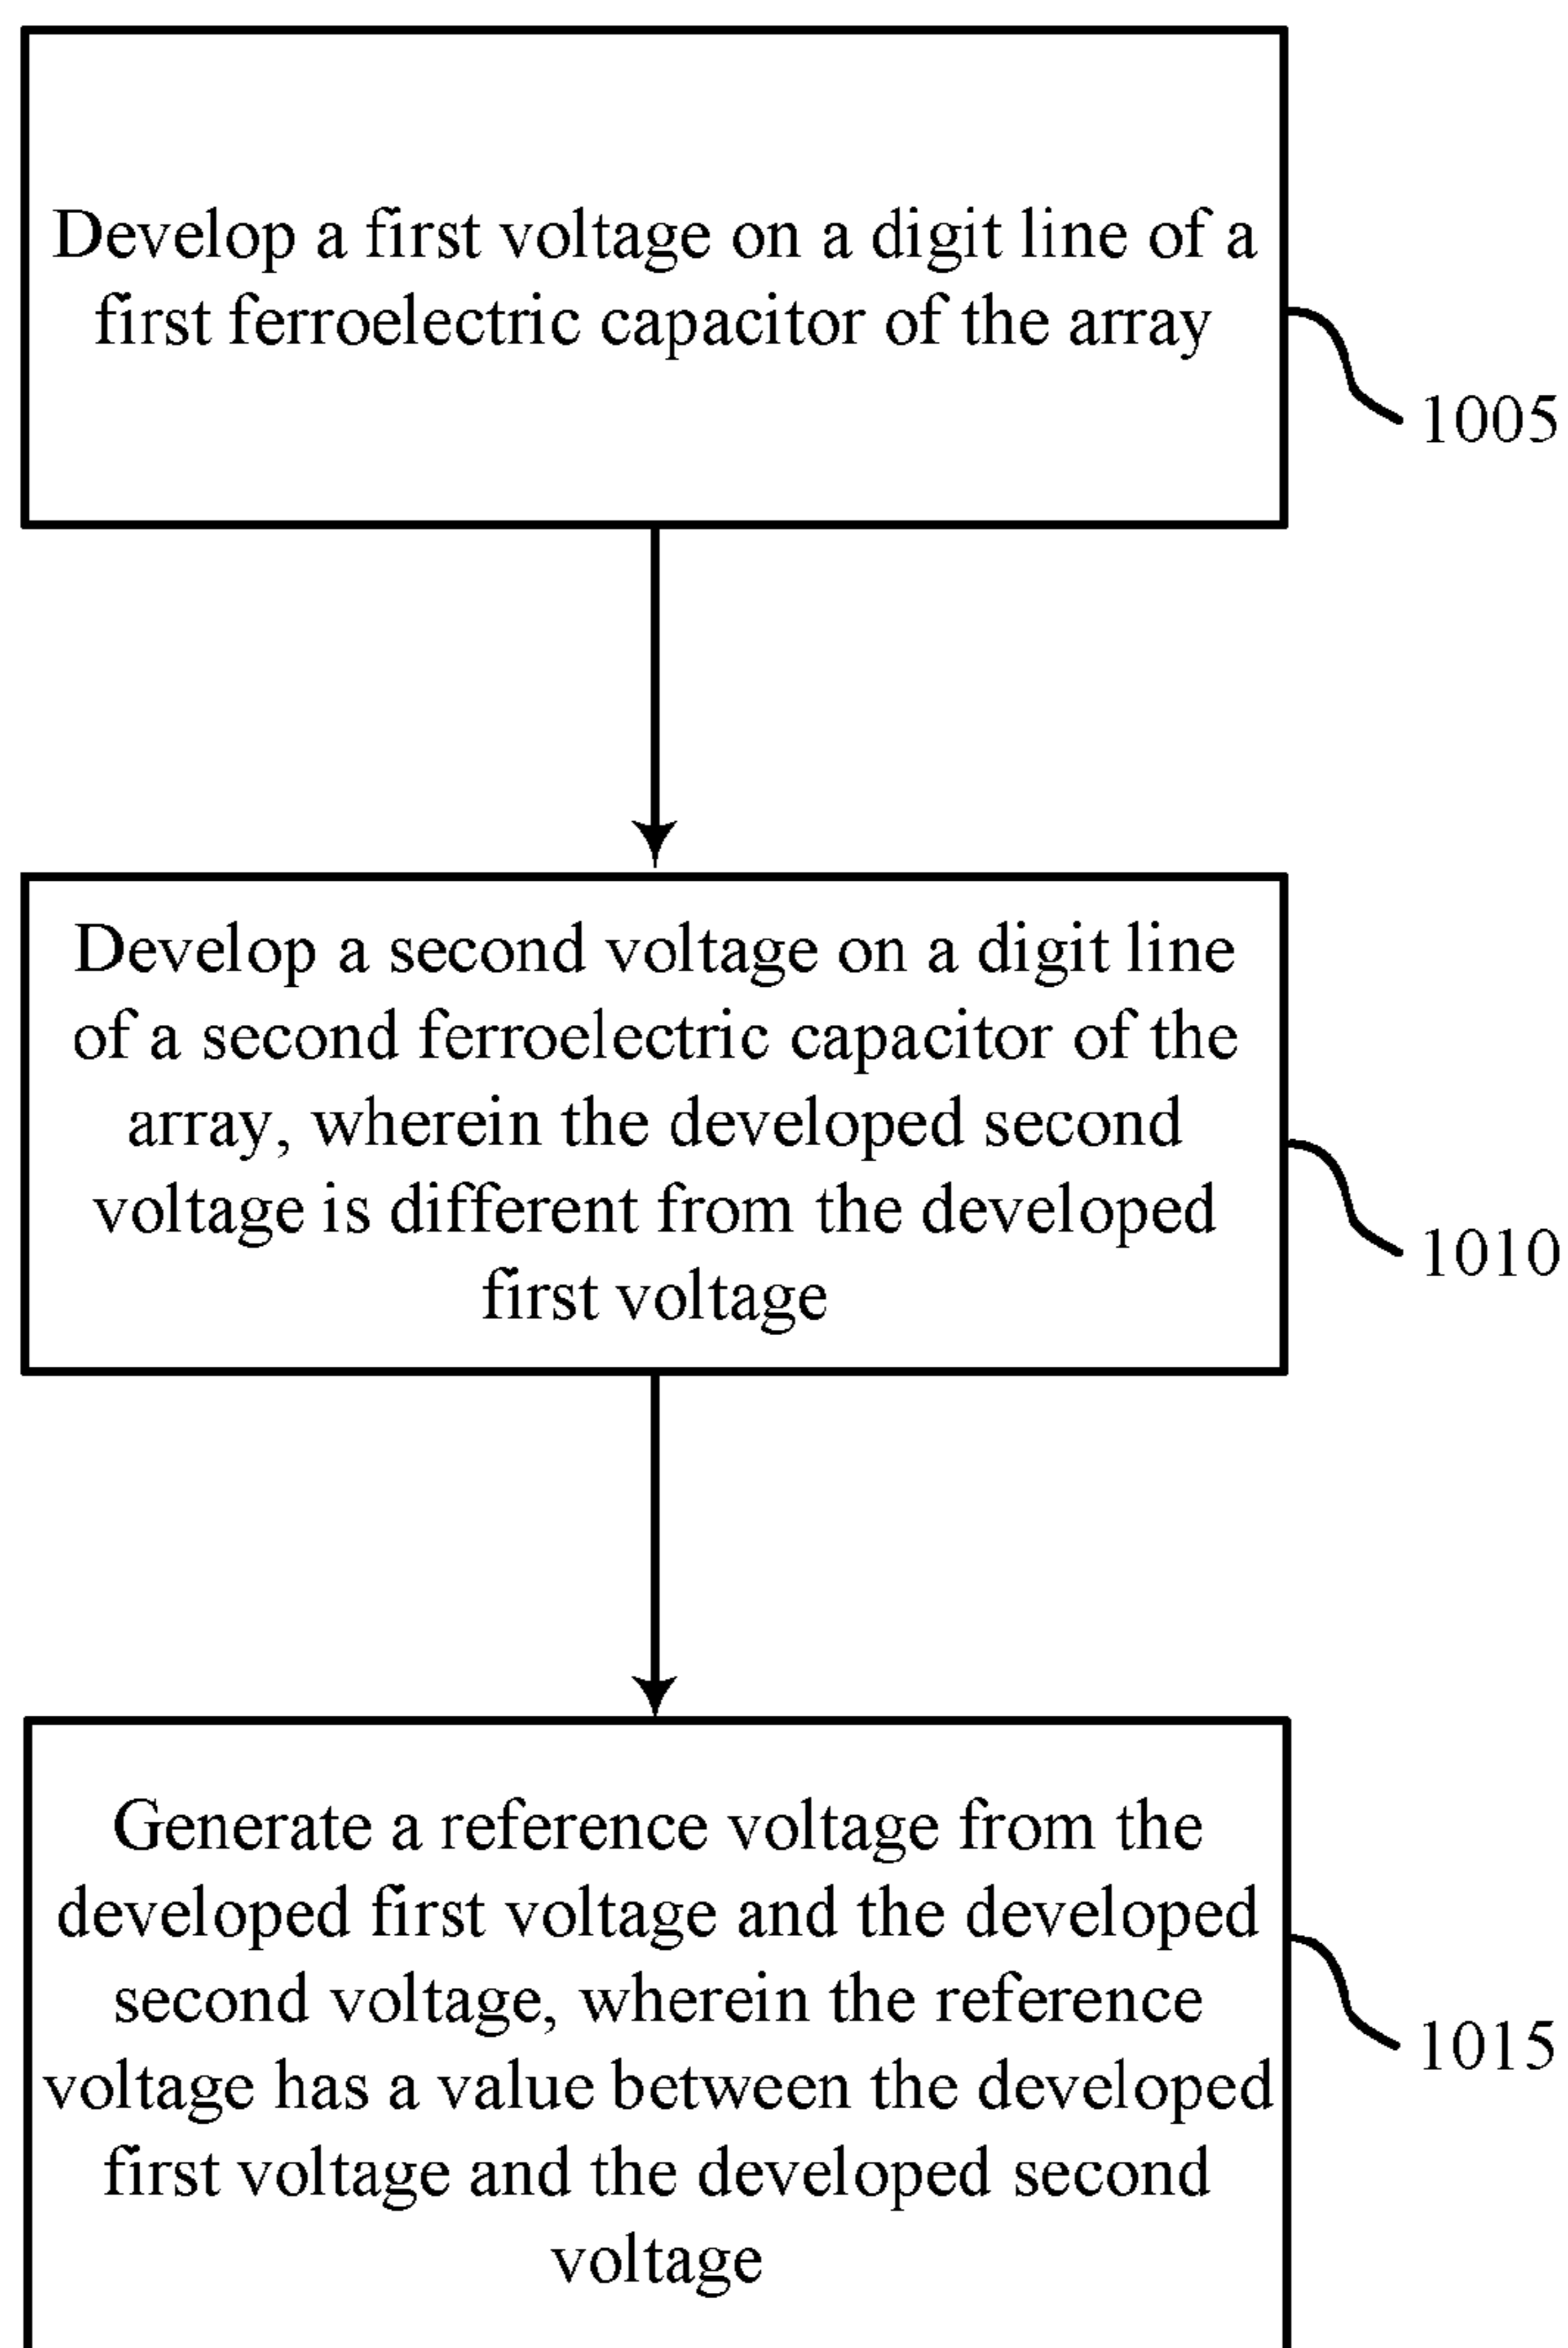 Develop a first voltage on a digit line of a
first ferroelectric capacitor of the array
1005
Develop a second voltage on a digit line
of a second ferroelectric capacitor of the
array, wherein the developed second
voltage is different from the developed
first voltage
1010
Generate a reference voltage from the
developed first voltage and the developed
second voltage, wherein the reference
voltage has a value between the developed
first voltage and the developed second
voltage
1015